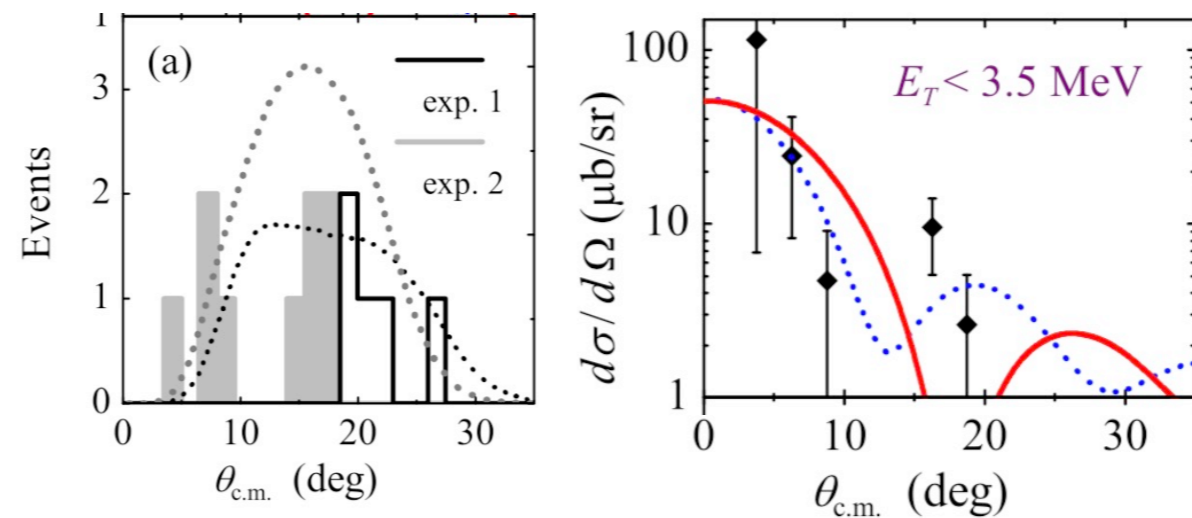 (a)
exp. 1
exp. 2
Events
3
2
1
0
0 10 20 30
θc.m. (deg)
E_T < 3.5 MeV
dσ/dΩ (μb/sr)
100
10
1
0 10 20 30
θc.m. (deg)